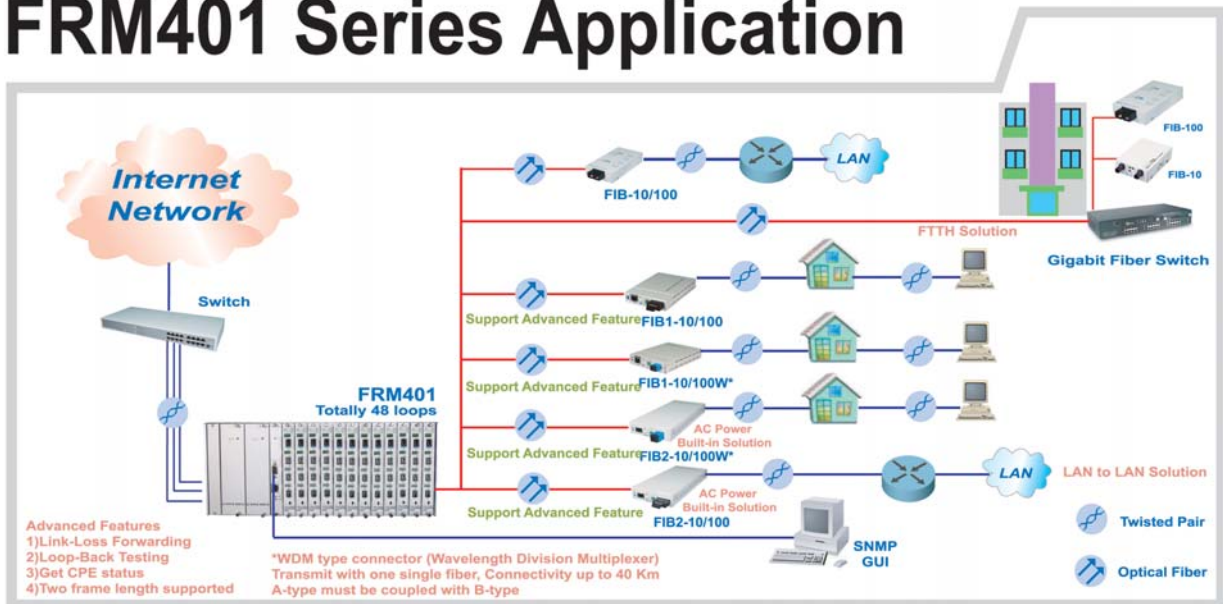 FRM401 Series Application
Internet
Network
Switch
FRM401
Totally 48 loops
FIB-10/100
LAN
FTTH Solution
FIB-100
FIB-10
Gigabit Fiber Switch
Support Advanced Feature
FIB1-10/100
Support Advanced Feature
FIB1-10/100W*
Support Advanced Feature
AC Power
Built-in Solution
FIB2-10/100W*
Support Advanced Feature
AC Power
Built-in Solution
FIB2-10/100
LAN
LAN to LAN Solution
SNMP
GUI
Twisted Pair
Optical Fiber
Advanced Features
1)Link-Loss Forwarding
2)Loop-Back Testing
3)Get CPE status
4)Two frame length supported
*WDM type connector (Wavelength Division Multiplexer)
Transmit with one single fiber, Connectivity up to 40 Km
A-type must be coupled with B-type